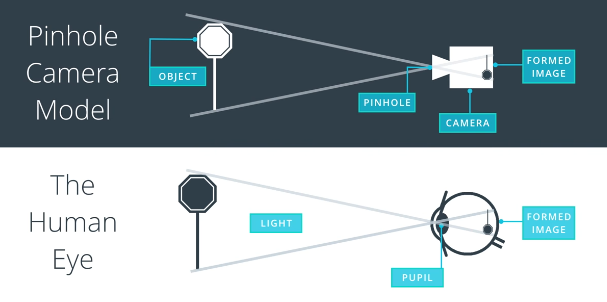 Pinhole
Camera
Model
OBJECT
PINHOLE
CAMERA
FORMED
IMAGE
The
Human
Eye
LIGHT
PUPIL
FORMED
IMAGE